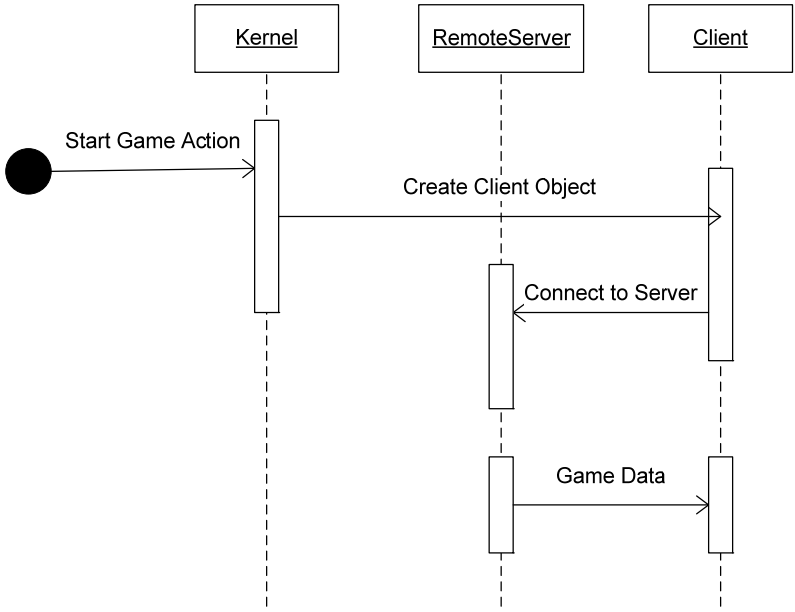 Kernel
RemoteServer
Client
Start Game Action
Create Client Object
Connect to Server
Game Data